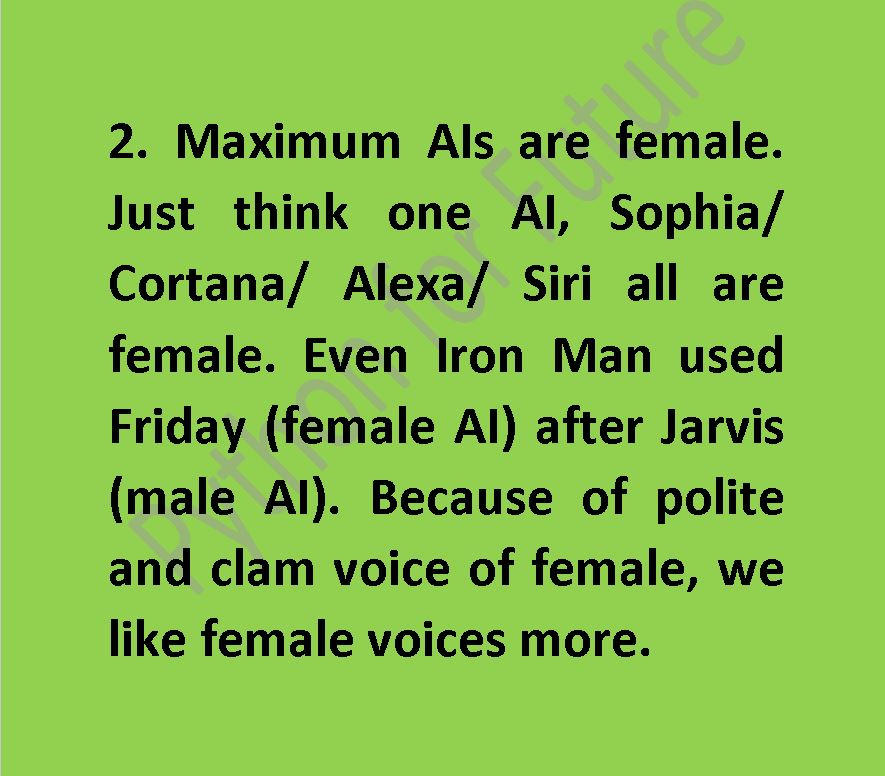 2. Maximum AIs are female.
Just think one AI, Sophia/
Cortana/ Alexa/ Siri all are
female. Even Iron Man used
Friday (female AI) after Jarvis
(male AI). Because of polite
and clam voice of female, we
like female voices more.
Python for Future